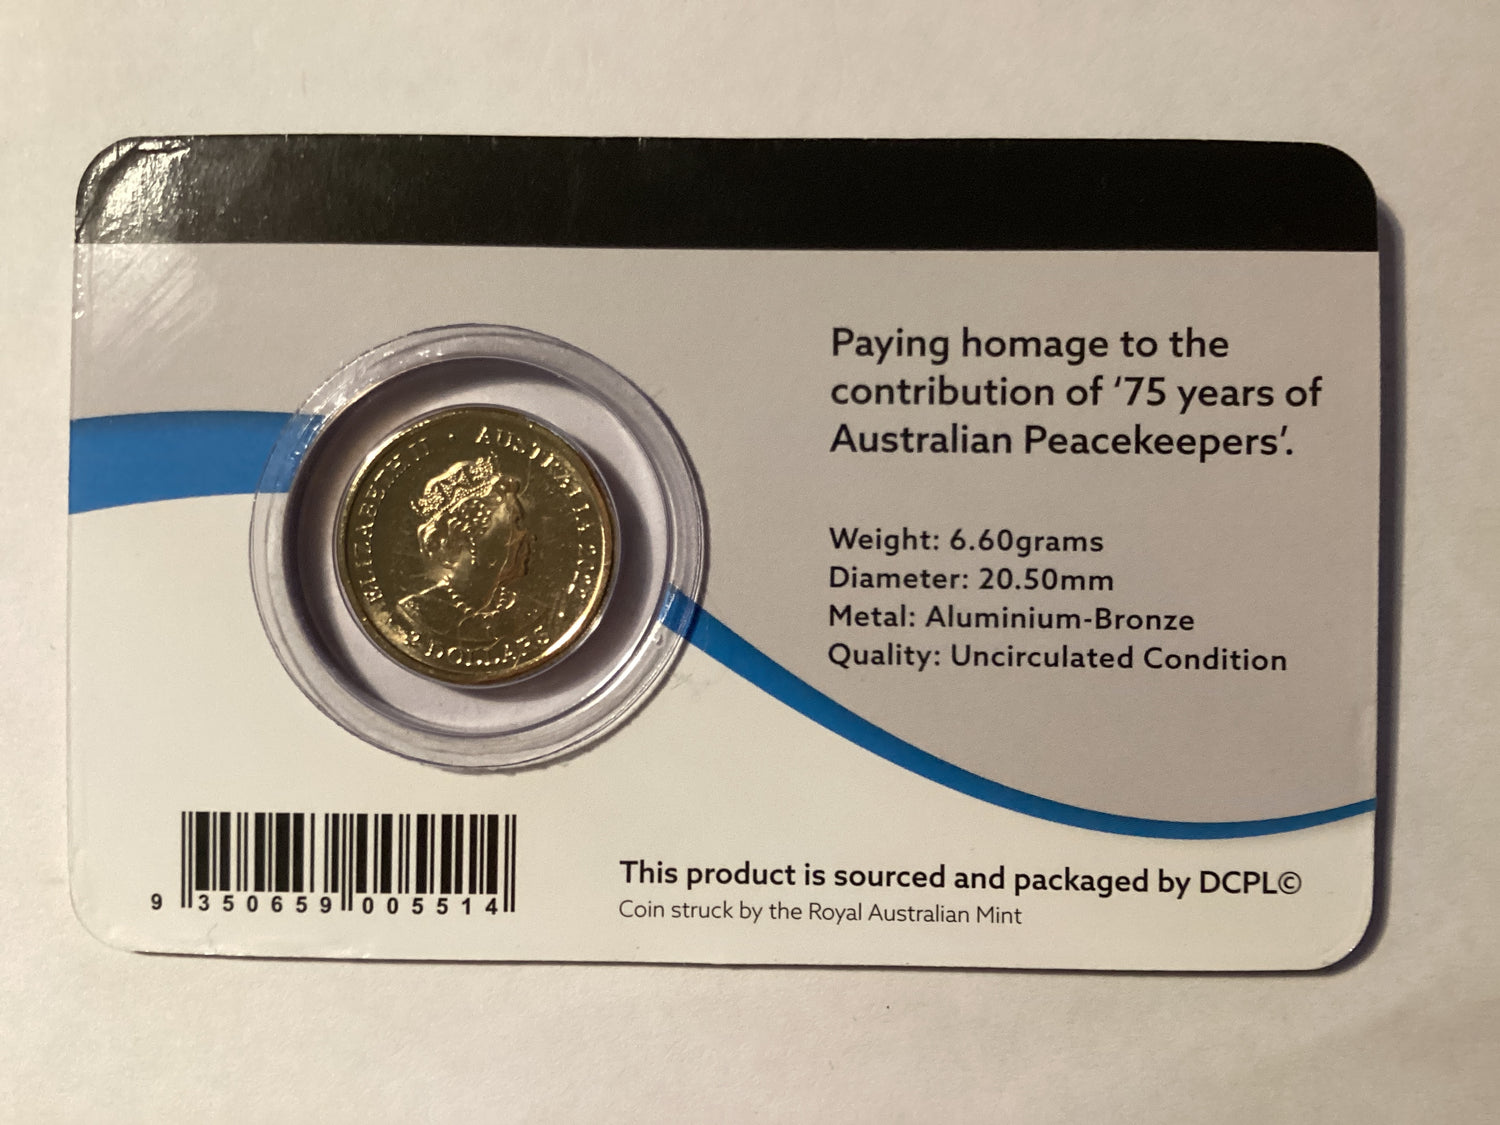 Paying homage to the
contribution of ‘75 years of
Australian Peacekeepers’.
Weight: 6.60grams
Diameter: 20.50mm
Metal: Aluminium-Bronze
Quality: Uncirculated Condition
ELIZABETH II · AUSTRALIA 2022
2 DOLLARS
9 350659 005514
This product is sourced and packaged by DCPL©
Coin struck by the Royal Australian Mint